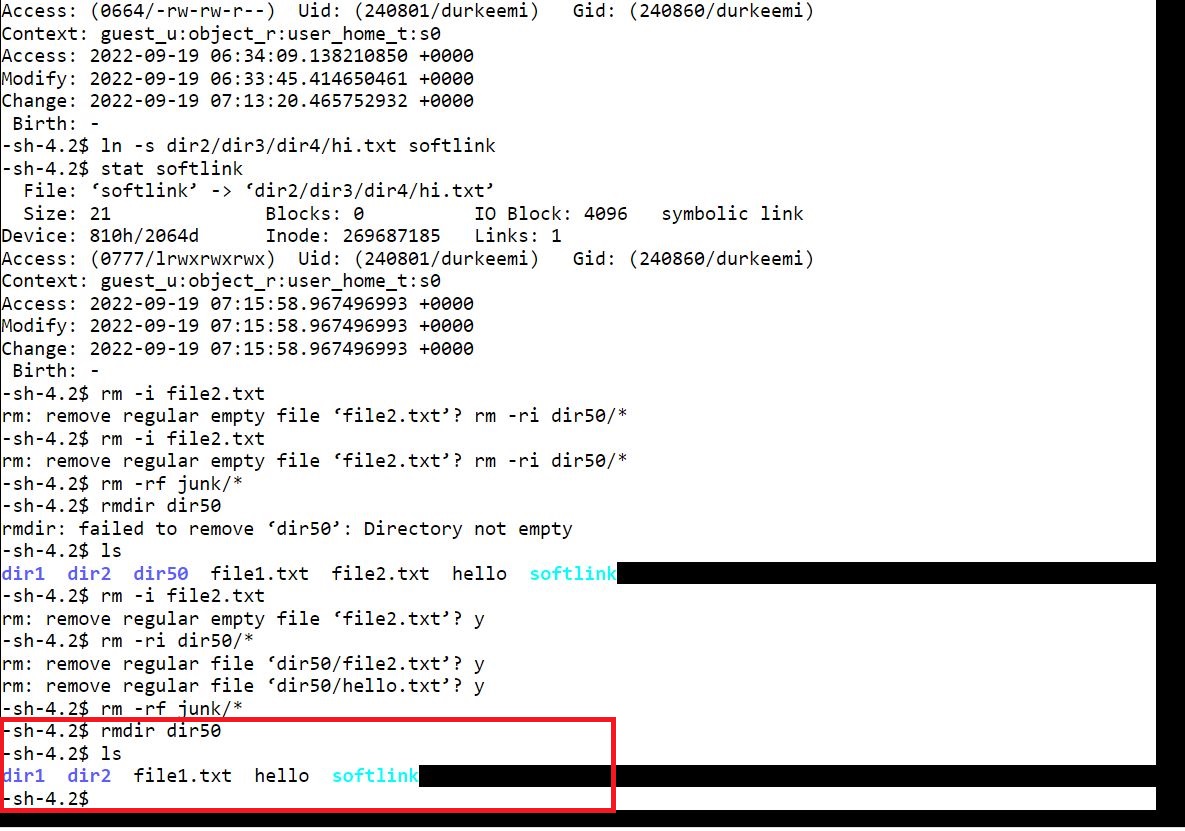 Access: (0664/-rw-rw-r--)  Uid: (240801/durkeemi)   Gid: (240860/durkeemi)
Context: guest_u:object_r:user_home_t:s0
Access: 2022-09-19 06:34:09.138210850 +0000
Modify: 2022-09-19 06:33:45.414650461 +0000
Change: 2022-09-19 07:13:20.465752932 +0000
 Birth: -
-sh-4.2$ ln -s dir2/dir3/dir4/hi.txt softlink
-sh-4.2$ stat softlink
  File: ‘softlink’ -> ‘dir2/dir3/dir4/hi.txt’
  Size: 21              Blocks: 0          IO Block: 4096   symbolic link
Device: 810h/2064d      Inode: 269687185   Links: 1
Access: (0777/lrwxrwxrwx)  Uid: (240801/durkeemi)   Gid: (240860/durkeemi)
Context: guest_u:object_r:user_home_t:s0
Access: 2022-09-19 07:15:58.967496993 +0000
Modify: 2022-09-19 07:15:58.967496993 +0000
Change: 2022-09-19 07:15:58.967496993 +0000
 Birth: -
-sh-4.2$ rm -i file2.txt
rm: remove regular empty file ‘file2.txt’? rm -ri dir50/*
-sh-4.2$ rm -i file2.txt
rm: remove regular empty file ‘file2.txt’? rm -ri dir50/*
-sh-4.2$ rm -rf junk/*
-sh-4.2$ rmdir dir50
rmdir: failed to remove ‘dir50’: Directory not empty
-sh-4.2$ ls
dir1  dir2  dir50  file1.txt  file2.txt  hello  softlink
-sh-4.2$ rm -i file2.txt
rm: remove regular empty file ‘file2.txt’? y
-sh-4.2$ rm -ri dir50/*
rm: remove regular file ‘dir50/file2.txt’? y
rm: remove regular file ‘dir50/hello.txt’? y
-sh-4.2$ rm -rf junk/*
-sh-4.2$ rmdir dir50
-sh-4.2$ ls
dir1  dir2  file1.txt  hello  softlink
-sh-4.2$